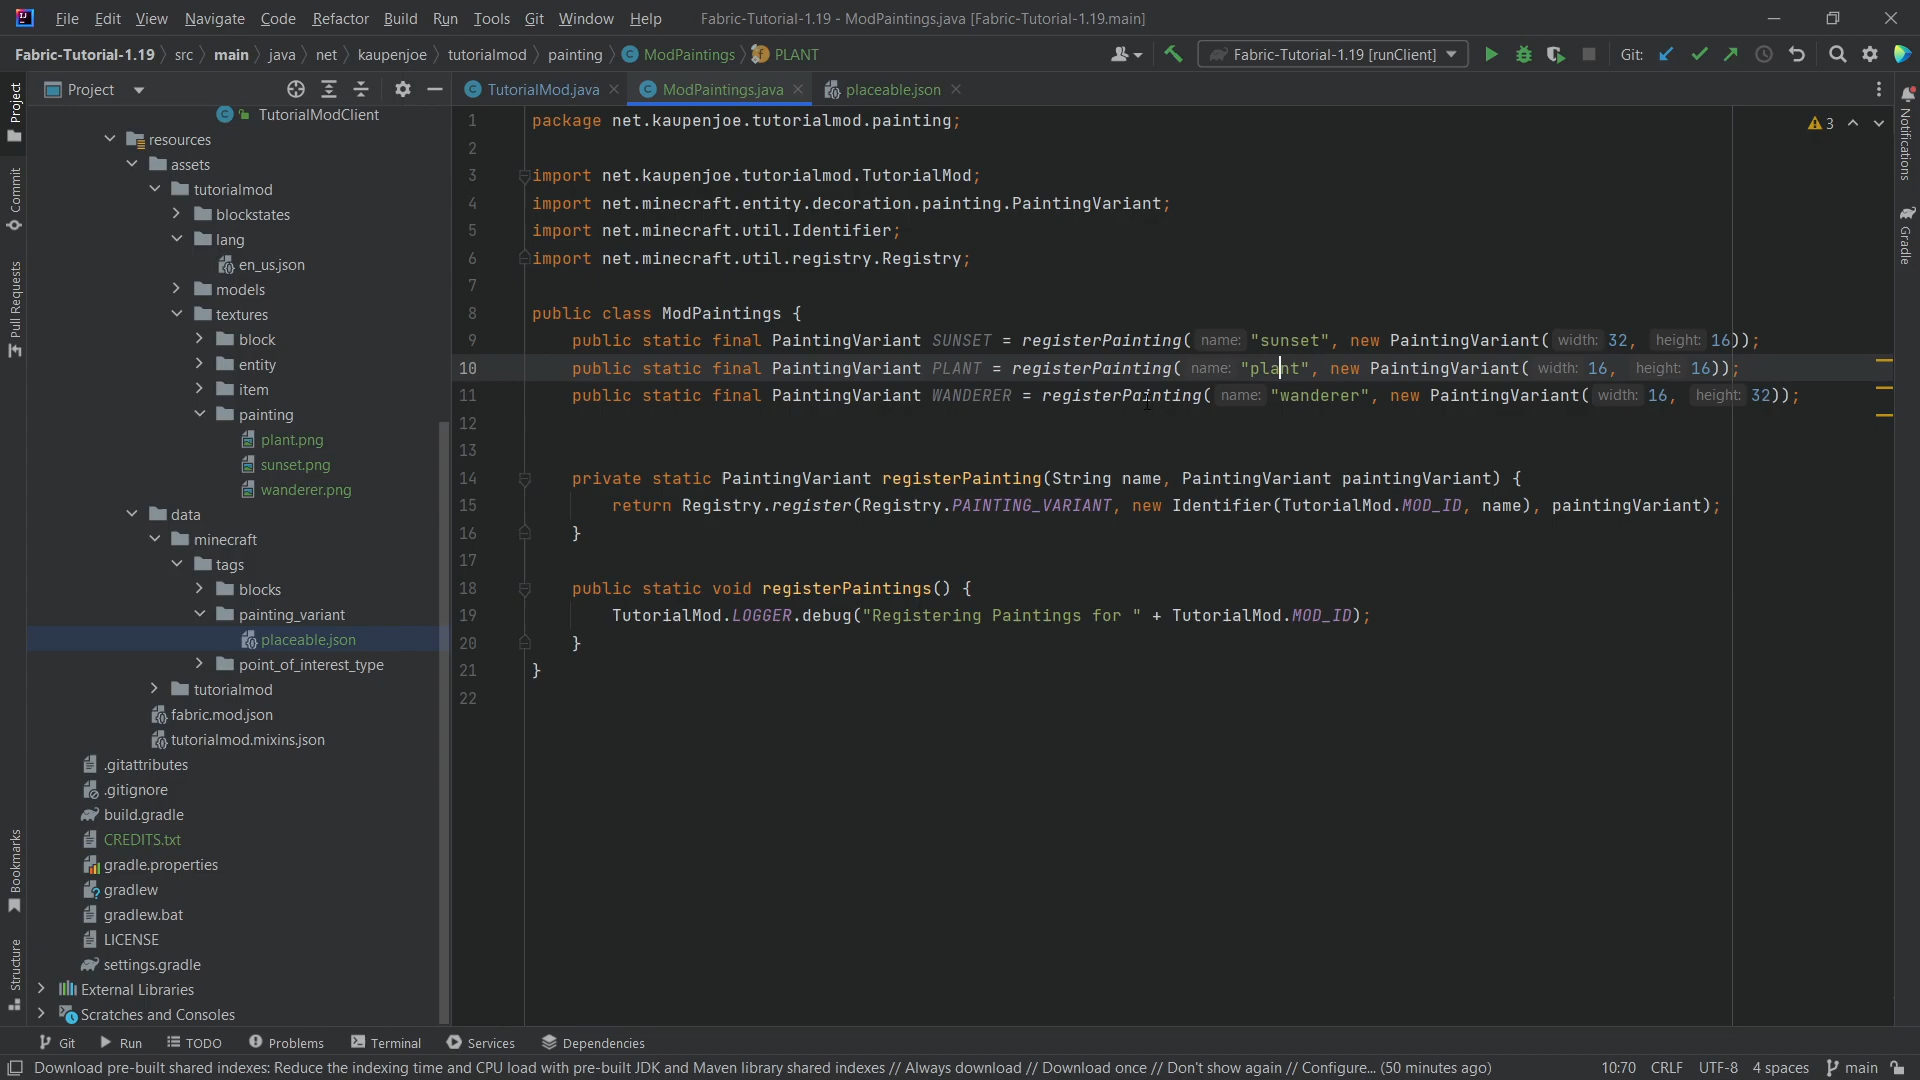 File Edit View Navigate Code Refactor Build Run Tools Git Window Help Fabric-Tutorial-1.19 - ModPaintings.java [Fabric-Tutorial-1.19.main]
Fabric-Tutorial-1.19 src main java net kaupenjoe tutorialmod painting ModPaintings PLANT Fabric-Tutorial-1.19 [runClient] Git:
Project TutorialMod.java ModPaintings.java placeable.json
Project
Commit
Pull Requests
Bookmarks
Structure
TutorialModClient
resources
assets
tutorialmod
blockstates
lang
en_us.json
models
textures
block
entity
item
painting
plant.png
sunset.png
wanderer.png
data
minecraft
tags
blocks
painting_variant
placeable.json
point_of_interest_type
tutorialmod
fabric.mod.json
tutorialmod.mixins.json
.gitattributes
.gitignore
build.gradle
CREDITS.txt
gradle.properties
gradlew
gradlew.bat
LICENSE
settings.gradle
External Libraries
Scratches and Consoles
1 package net.kaupenjoe.tutorialmod.painting;
2
3 import net.kaupenjoe.tutorialmod.TutorialMod;
4 import net.minecraft.entity.decoration.painting.PaintingVariant;
5 import net.minecraft.util.Identifier;
6 import net.minecraft.util.registry.Registry;
7
8 public class ModPaintings {
9 public static final PaintingVariant SUNSET = registerPainting( name: "sunset", new PaintingVariant( width: 32, height: 16));
10 public static final PaintingVariant PLANT = registerPainting( name: "plant", new PaintingVariant( width: 16, height: 16));
11 public static final PaintingVariant WANDERER = registerPainting( name: "wanderer", new PaintingVariant( width: 16, height: 32));
12
13
14 private static PaintingVariant registerPainting(String name, PaintingVariant paintingVariant) {
15 return Registry.register(Registry.PAINTING_VARIANT, new Identifier(TutorialMod.MOD_ID, name), paintingVariant);
16 }
17
18 public static void registerPaintings() {
19 TutorialMod.LOGGER.debug("Registering Paintings for " + TutorialMod.MOD_ID);
20 }
21 }
22
3
Notifications
Gradle
Git Run TODO Problems Terminal Services Dependencies
Download pre-built shared indexes: Reduce the indexing time and CPU load with pre-built JDK and Maven library shared indexes // Always download // Download once // Don't show again // Configure... (50 minutes ago) 10:70 CRLF UTF-8 4 spaces main